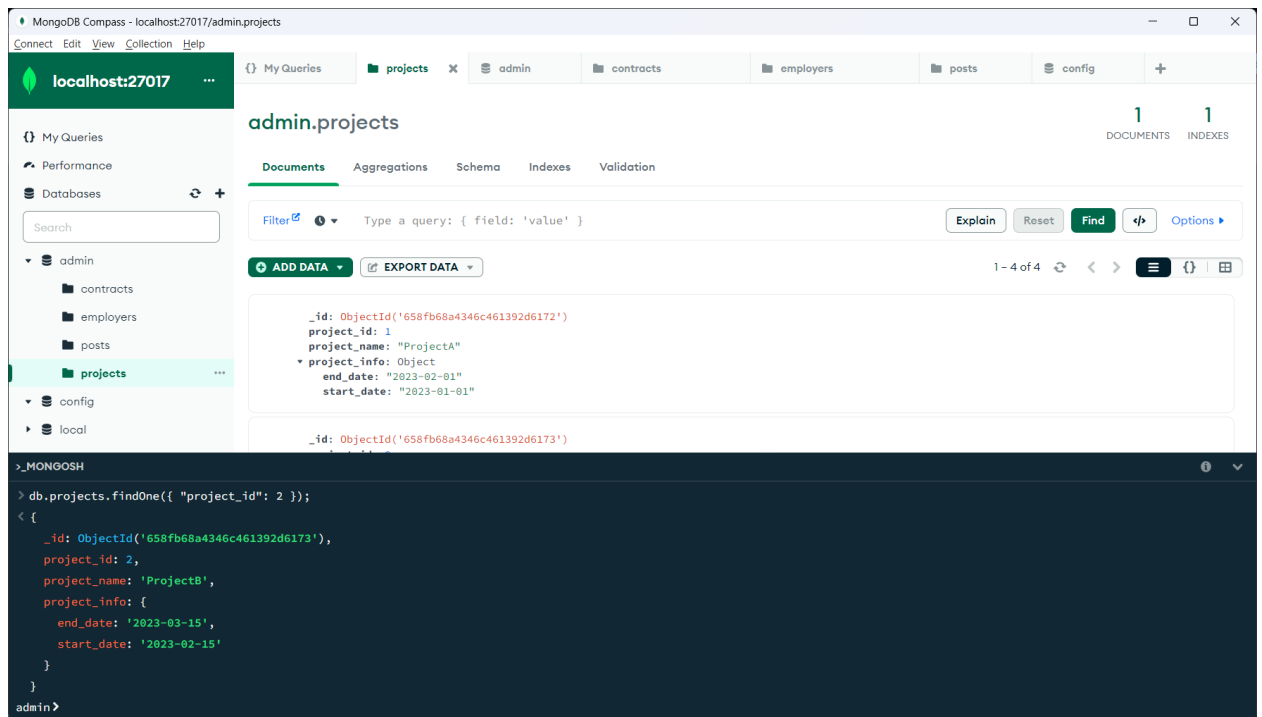 MongoDB Compass - localhost:27017/admin.projects
Connect Edit View Collection Help
localhost:27017 ...
{} My Queries projects admin contracts employers posts config +
admin.projects
1 DOCUMENTS 1 INDEXES
{} My Queries
Performance
Databases
Search
admin
contracts
employers
posts
projects ...
config
local
Documents Aggregations Schema Indexes Validation
Filter Type a query: { field: 'value' } Explain Reset Find </> Options
ADD DATA EXPORT DATA 1 – 4 of 4 {}
_id: ObjectId('658fb68a4346c461392d6172')
project_id: 1
project_name: "ProjectA"
project_info: Object
end_date: "2023-02-01"
start_date: "2023-01-01"
_id: ObjectId('658fb68a4346c461392d6173')
>_MONGOSH
> db.projects.findOne({ "project_id": 2 });
< {
_id: ObjectId('658fb68a4346c461392d6173'),
project_id: 2,
project_name: 'ProjectB',
project_info: {
end_date: '2023-03-15',
start_date: '2023-02-15'
}
}
admin>